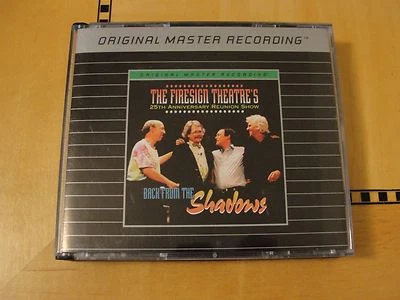 ORIGINAL MASTER RECORDING™
ORIGINAL MASTER RECORDING
THE FIRESIGN THEATRE'S
25TH ANNIVERSARY REUNION SHOW
BACK FROM THE
Shadows